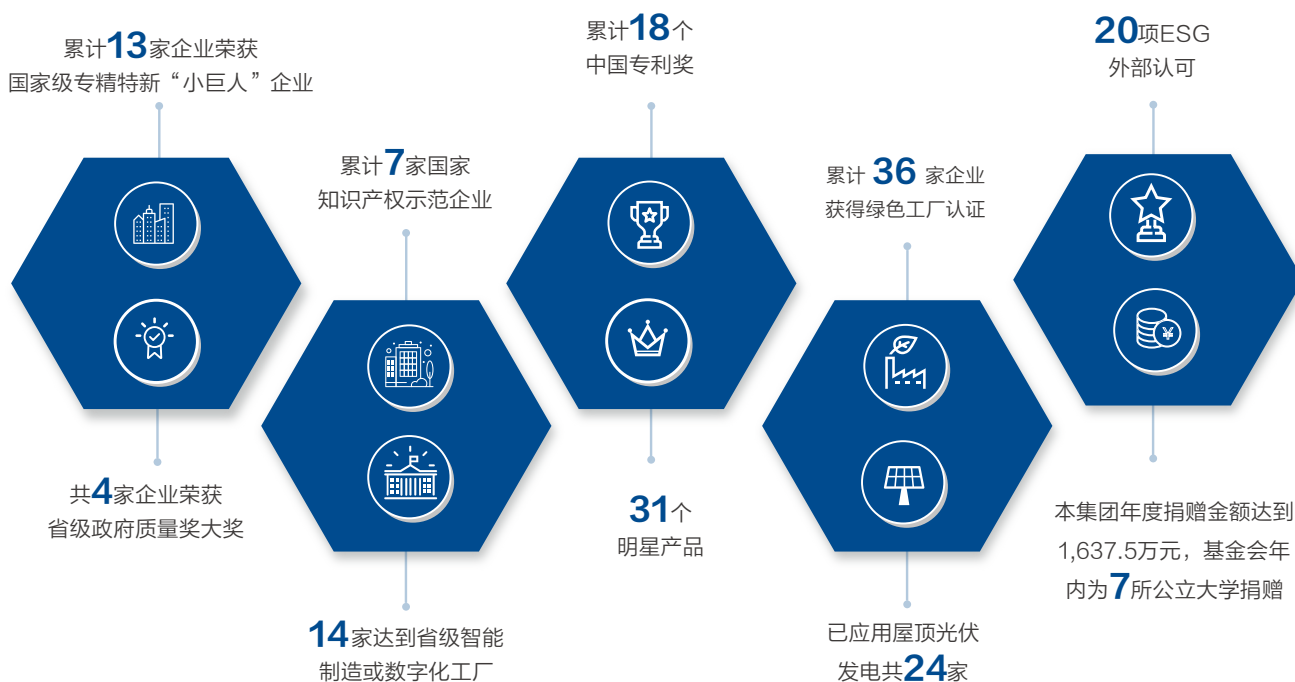 累计13家企业荣获
国家级专精特新“小巨人”企业
共4家企业荣获
省级政府质量奖大奖
累计7家国家
知识产权示范企业
14家达到省级智能
制造或数字化工厂
累计18个
中国专利奖
31个
明星产品
累计 36 家企业
获得绿色工厂认证
已应用屋顶光伏
发电共24家
20项ESG
外部认可
¥
本集团年度捐赠金额达到
1,637.5万元，基金会年
内为7所公立大学捐赠